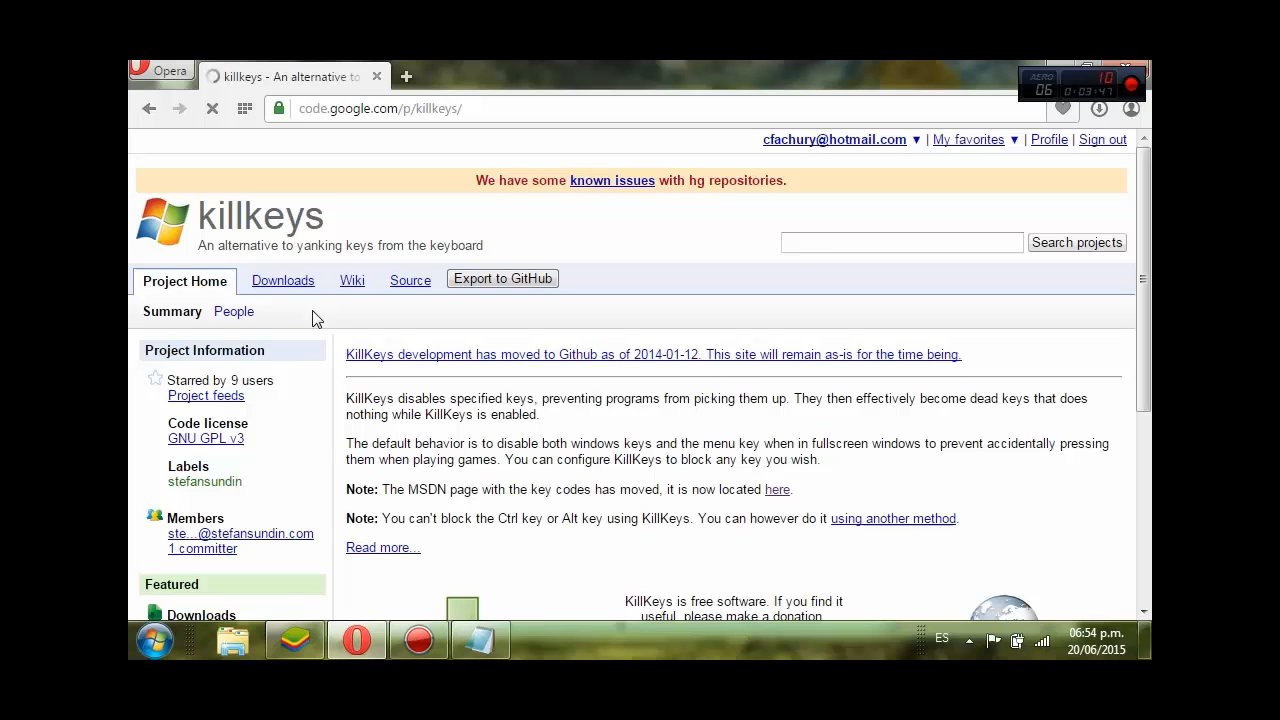 Opera
killkeys - An alternative to
AERO
06
10
0:03:47
code.google.com/p/killkeys/
cfachury@hotmail.com ▼ | My favorites ▼ | Profile | Sign out
We have some known issues with hg repositories.
killkeys
An alternative to yanking keys from the keyboard
Search projects
Project Home Downloads Wiki Source Export to GitHub
Summary People
Project Information
Starred by 9 users
Project feeds
Code license
GNU GPL v3
Labels
stefansundin
Members
ste...@stefansundin.com
1 committer
Featured
Downloads
KillKeys development has moved to Github as of 2014-01-12. This site will remain as-is for the time being.
KillKeys disables specified keys, preventing programs from picking them up. They then effectively become dead keys that does
nothing while KillKeys is enabled.
The default behavior is to disable both windows keys and the menu key when in fullscreen windows to prevent accidentally pressing
them when playing games. You can configure KillKeys to block any key you wish.
Note: The MSDN page with the key codes has moved, it is now located here.
Note: You can't block the Ctrl key or Alt key using KillKeys. You can however do it using another method.
Read more...
KillKeys is free software. If you find it
useful, please make a donation
ES
06:54 p.m.
20/06/2015